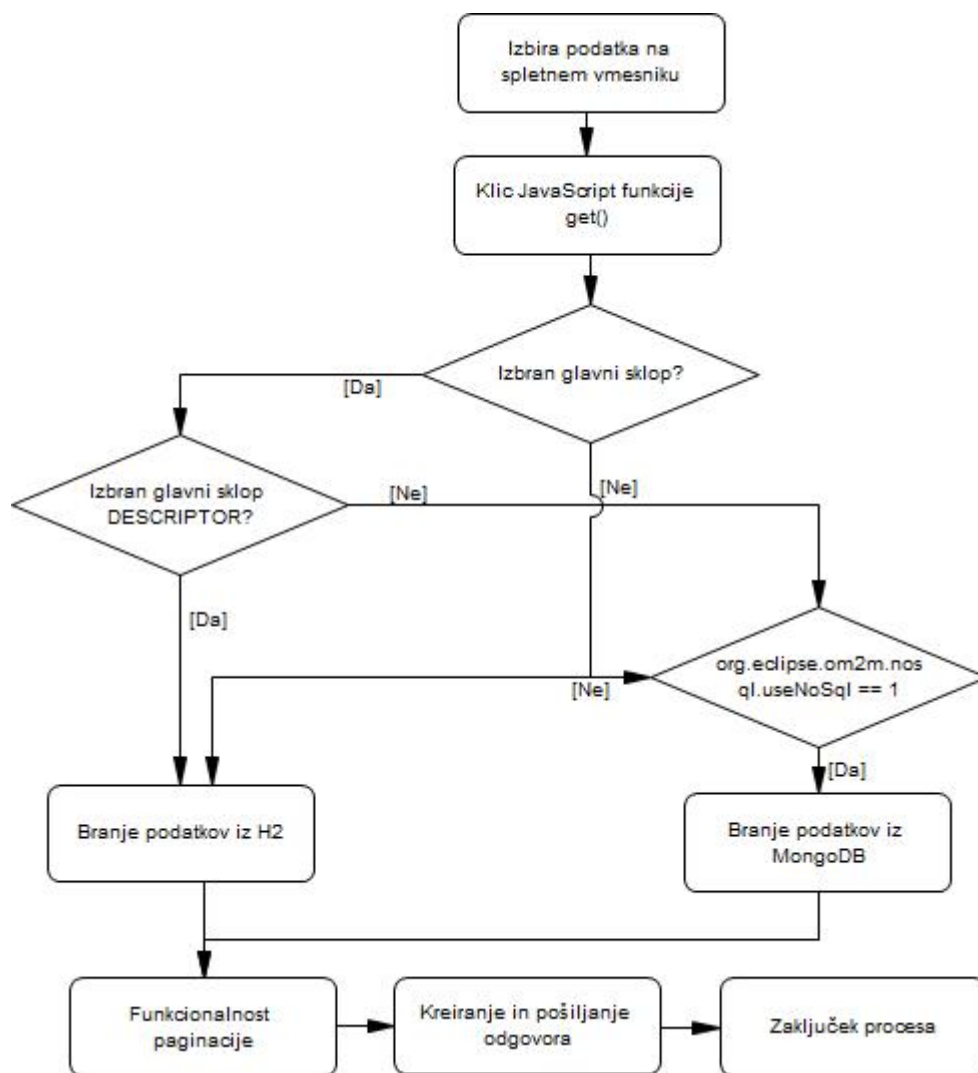 Izbira podatka na
spletnem vmesniku
Klic JavaScript funkcije
get()
Izbran glavni sklop?
[Da]
[Ne]
Izbran glavni sklop
DESCRIPTOR?
[Ne]
[Da]
org.eclipse.om2m.nos
ql.useNoSql == 1
[Ne]
[Da]
Branje podatkov iz H2
Branje podatkov iz
MongoDB
Funkcionalnost
paginacije
Kreiranje in pošiljanje
odgovora
Zaključek procesa